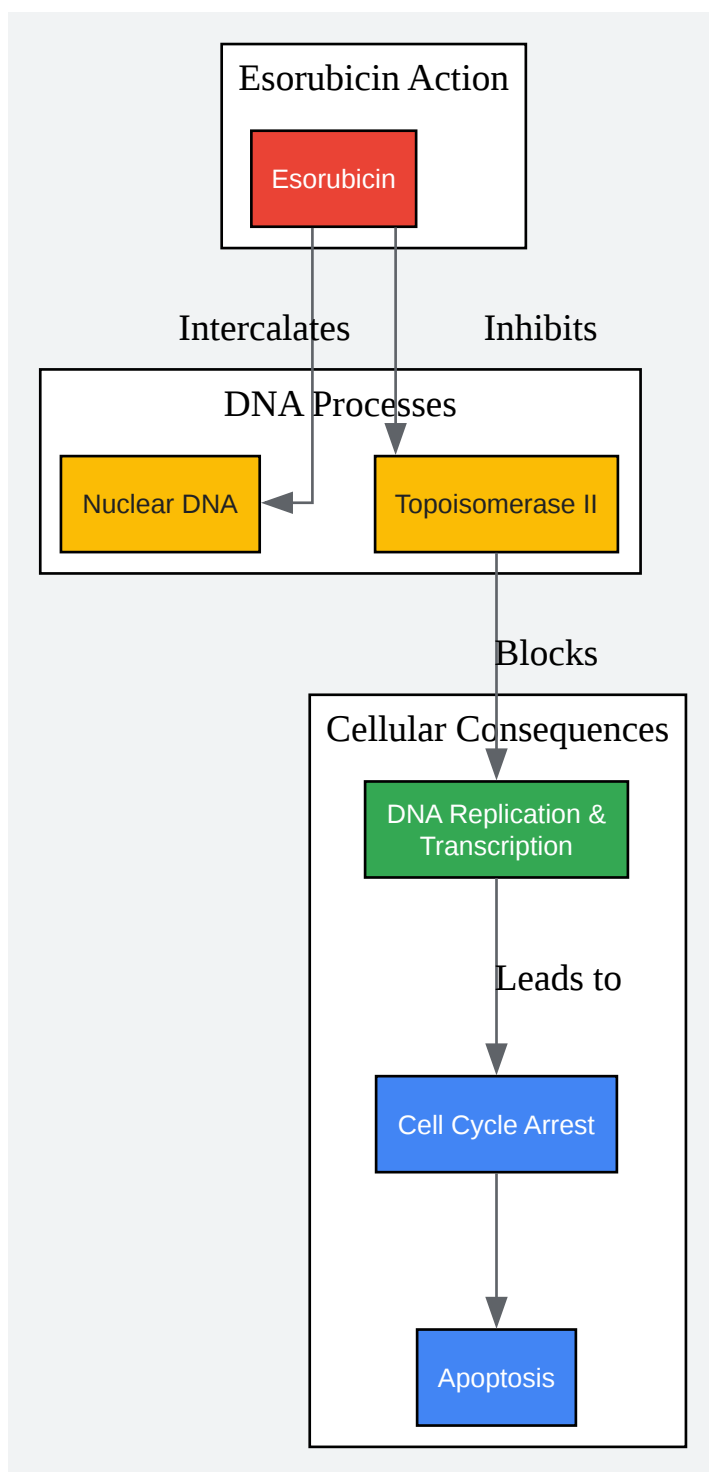 Esorubicin Action
Esorubicin
Intercalates
Inhibits
DNA Processes
Nuclear DNA
Topoisomerase II
Blocks
Cellular Consequences
DNA Replication &
Transcription
Leads to
Cell Cycle Arrest
Apoptosis